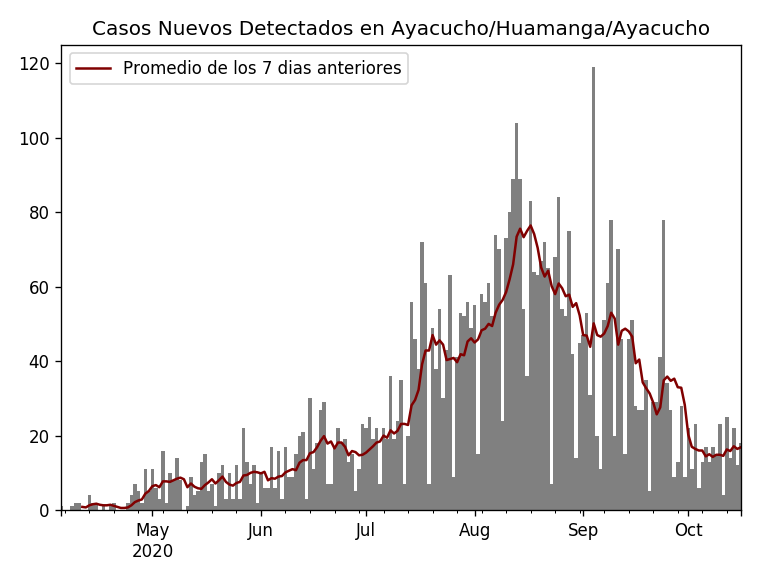 Casos Nuevos Detectados en Ayacucho/Huamanga/Ayacucho
Promedio de los 7 dias anteriores
120
100
80
60
40
20
0
May Jun Jul Aug Sep Oct
2020